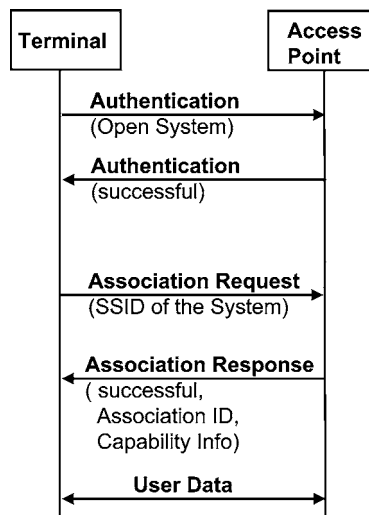 Terminal
Access
Point
Authentication
(Open System)
Authentication
(successful)
Association Request
(SSID of the System)
Association Response
( successful,
Association ID,
Capability Info)
User Data